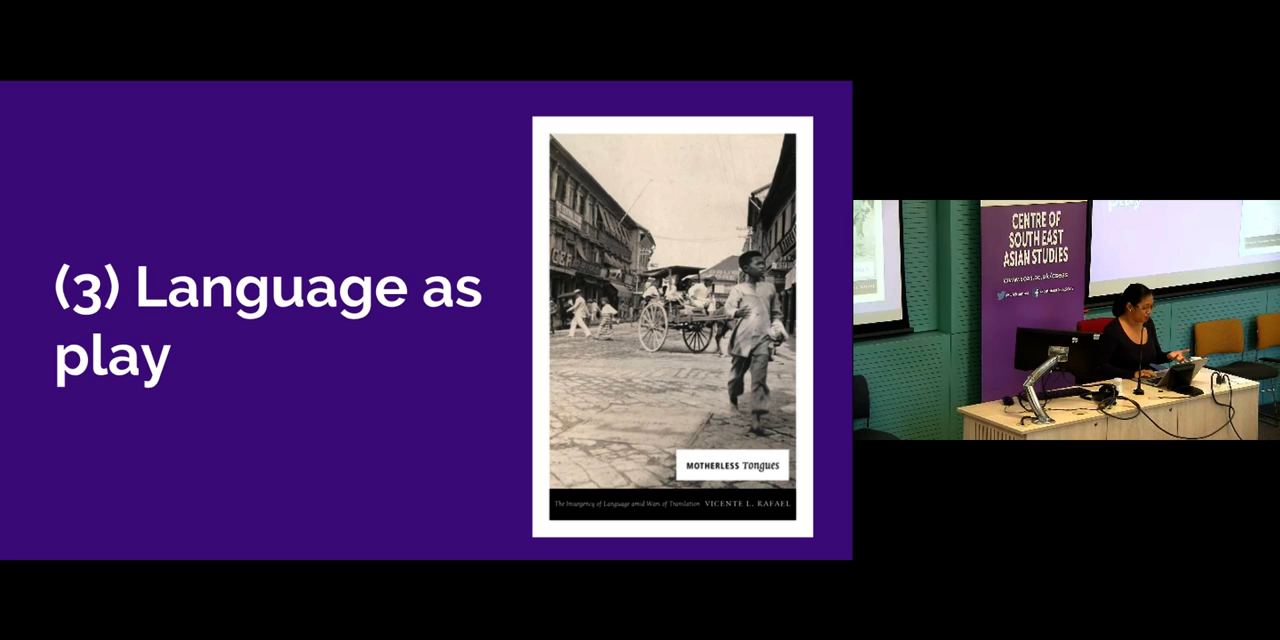 (3) Language as
play
MOTHERLESS Tongues
The Insurgency of Language amid Wars of Translation VICENTE L. RAFAEL
CENTRE OF
SOUTH EAST
ASIAN STUDIES
play